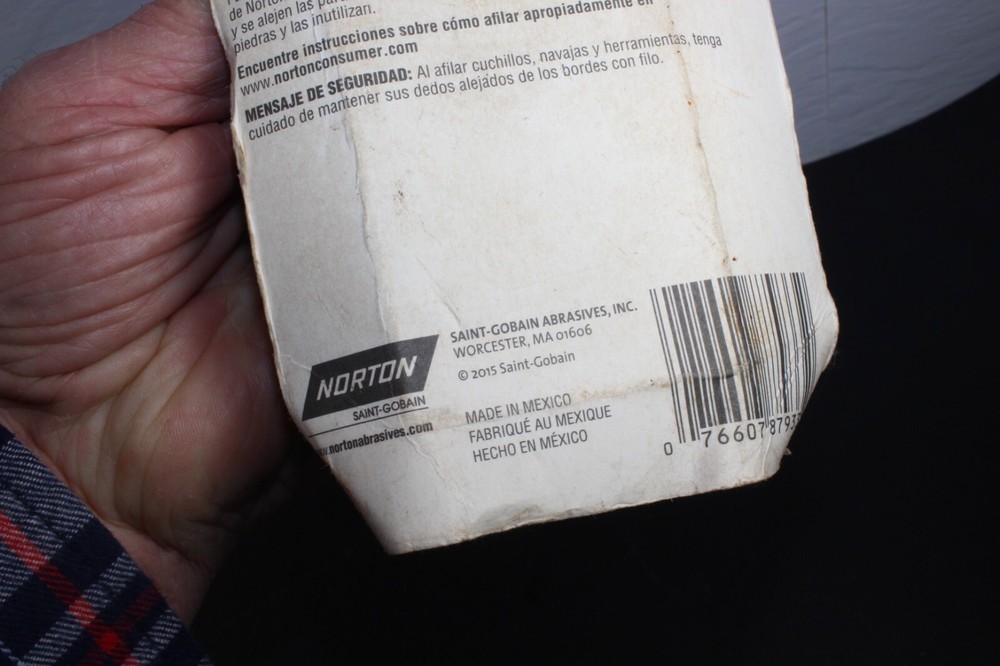 de Norton
y se alejen las
piedras y las inutilizan.
Encuentre instrucciones sobre cómo afilar apropiadamente en
www.nortonconsumer.com
MENSAJE DE SEGURIDAD: Al afilar cuchillos, navajas y herramientas, tenga
cuidado de mantener sus dedos alejados de los bordes con filo.
NORTON
SAINT-GOBAIN
.nortonabrasives.com
SAINT-GOBAIN ABRASIVES, INC.
WORCESTER, MA 01606
© 2015 Saint-Gobain
MADE IN MEXICO
FABRIQUÉ AU MEXIQUE
HECHO EN MÉXICO
0 76607 8793